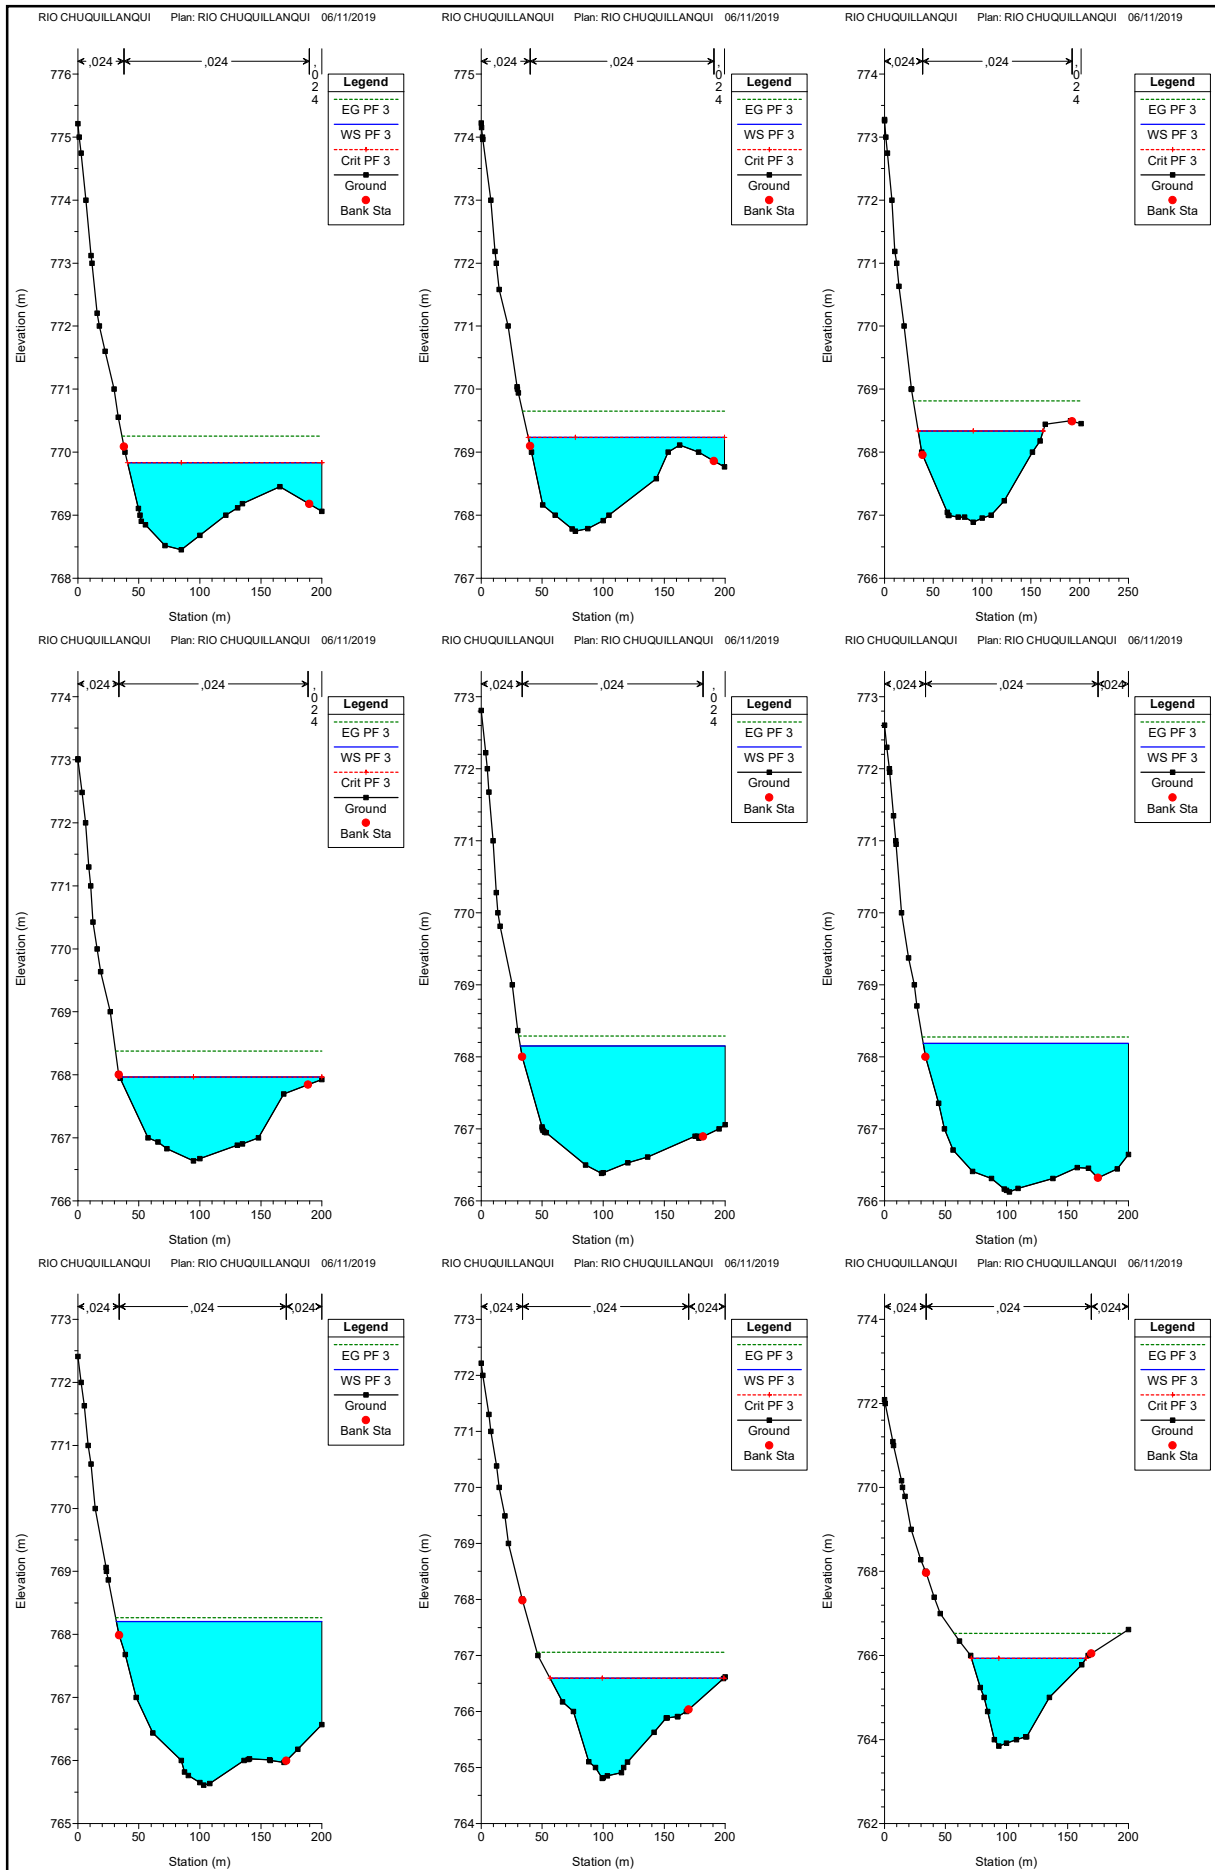 RIO CHUQUILLANQUI Plan: RIO CHUQUILLANQUI 06/11/2019
,024 ,024 ,024
Legend
EG PF 3
WS PF 3
Crit PF 3
Ground
Bank Sta
776
775
774
773
772
771
770
769
768
Elevation (m)
0 50 100 150 200
Station (m)
RIO CHUQUILLANQUI Plan: RIO CHUQUILLANQUI 06/11/2019
,024 ,024 ,024
Legend
EG PF 3
WS PF 3
Crit PF 3
Ground
Bank Sta
775
774
773
772
771
770
769
768
767
Elevation (m)
0 50 100 150 200
Station (m)
RIO CHUQUILLANQUI Plan: RIO CHUQUILLANQUI 06/11/2019
,024 ,024 ,024
Legend
EG PF 3
WS PF 3
Crit PF 3
Ground
Bank Sta
774
773
772
771
770
769
768
767
766
Elevation (m)
0 50 100 150 200 250
Station (m)
RIO CHUQUILLANQUI Plan: RIO CHUQUILLANQUI 06/11/2019
,024 ,024 ,024
Legend
EG PF 3
WS PF 3
Crit PF 3
Ground
Bank Sta
774
773
772
771
770
769
768
767
766
Elevation (m)
0 50 100 150 200
Station (m)
RIO CHUQUILLANQUI Plan: RIO CHUQUILLANQUI 06/11/2019
,024 ,024 ,024
Legend
EG PF 3
WS PF 3
Ground
Bank Sta
773
772
771
770
769
768
767
766
Elevation (m)
0 50 100 150 200
Station (m)
RIO CHUQUILLANQUI Plan: RIO CHUQUILLANQUI 06/11/2019
,024 ,024 ,024
Legend
EG PF 3
WS PF 3
Ground
Bank Sta
773
772
771
770
769
768
767
766
Elevation (m)
0 50 100 150 200
Station (m)
RIO CHUQUILLANQUI Plan: RIO CHUQUILLANQUI 06/11/2019
,024 ,024 ,024
Legend
EG PF 3
WS PF 3
Ground
Bank Sta
773
772
771
770
769
768
767
766
765
Elevation (m)
0 50 100 150 200
Station (m)
RIO CHUQUILLANQUI Plan: RIO CHUQUILLANQUI 06/11/2019
,024 ,024 ,024
Legend
EG PF 3
WS PF 3
Crit PF 3
Ground
Bank Sta
773
772
771
770
769
768
767
766
765
764
Elevation (m)
0 50 100 150 200
Station (m)
RIO CHUQUILLANQUI Plan: RIO CHUQUILLANQUI 06/11/2019
,024 ,024 ,024
Legend
EG PF 3
WS PF 3
Crit PF 3
Ground
Bank Sta
774
772
770
768
766
764
762
Elevation (m)
0 50 100 150 200
Station (m)